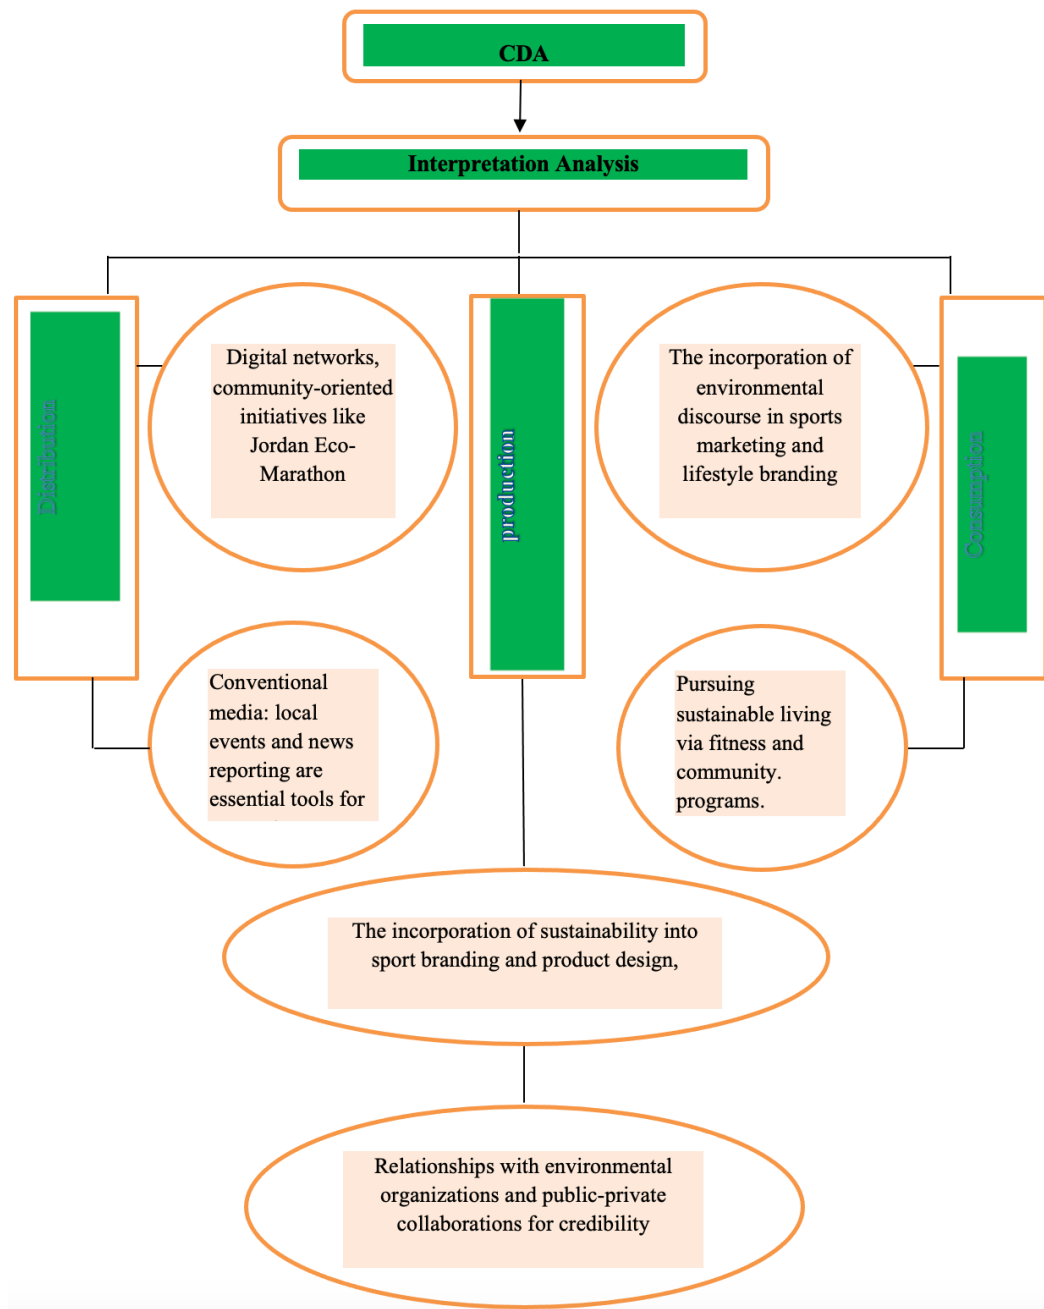 CDA
Interpretation Analysis
Distribution
Digital networks,
community-oriented
initiatives like
Jordan Eco-
Marathon
production
The incorporation of
environmental
discourse in sports
marketing and
lifestyle branding
Consumption
Conventional
media: local
events and news
reporting are
essential tools for
Pursuing
sustainable living
via fitness and
community.
programs.
The incorporation of sustainability into
sport branding and product design,
Relationships with environmental
organizations and public-private
collaborations for credibility